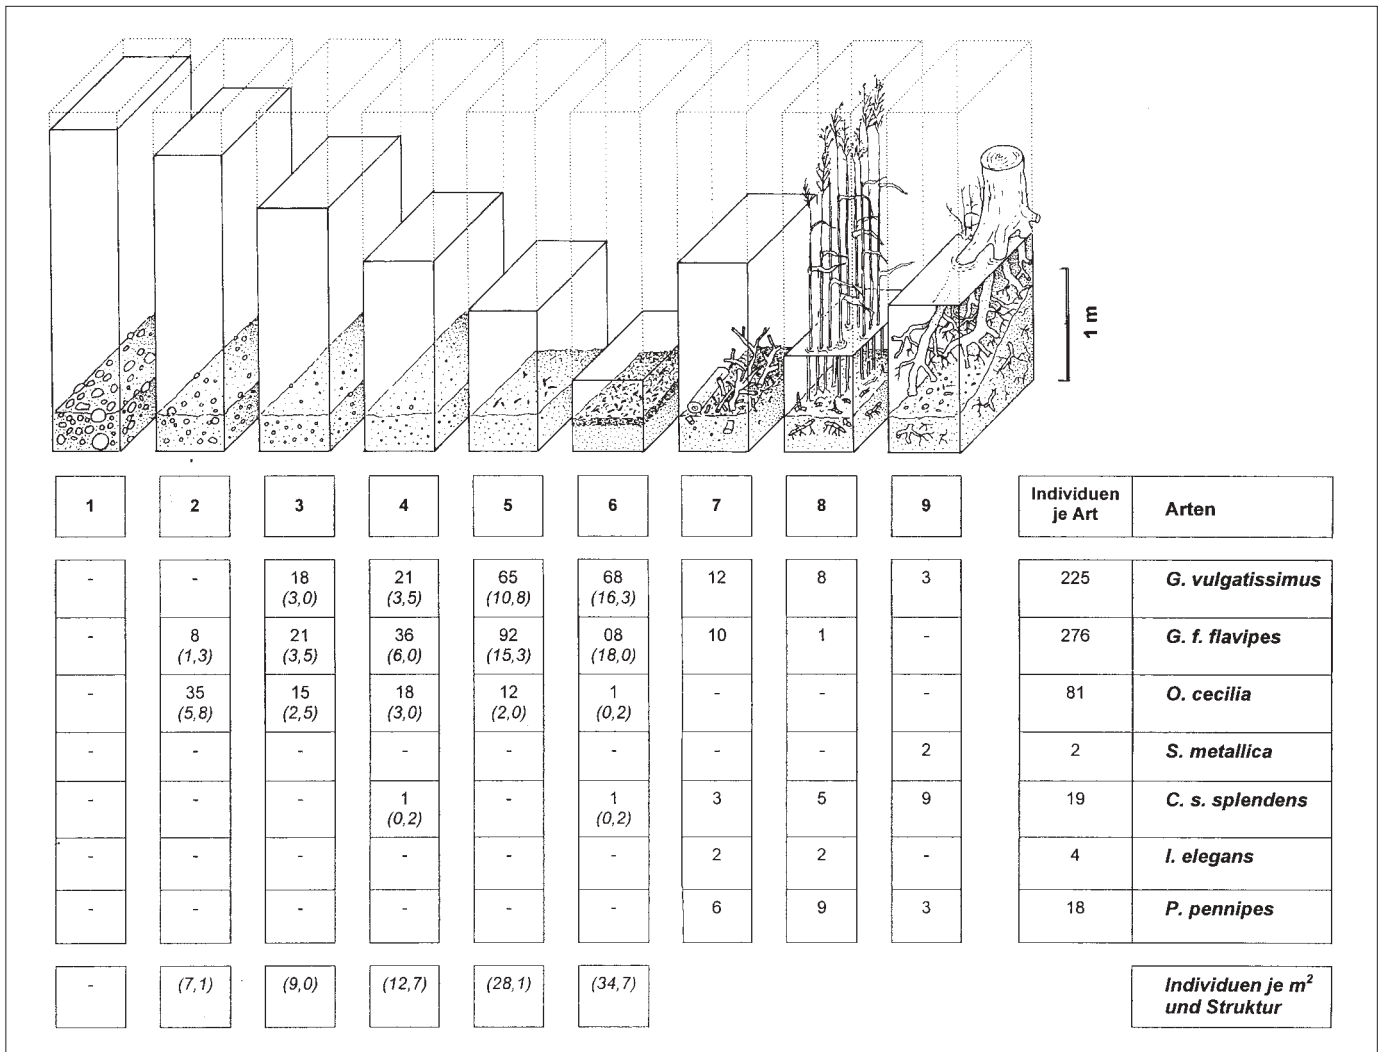 1 m
1 2 3 4 5 6 7 8 9 Individuen je Art Arten
- - 18 21 65 68 12 8 3 225 G. vulgatissimus
(3,0) (3,5) (10,8) (16,3)
- 8 21 36 92 08 10 1 - 276 G. f. flavipes
(1,3) (3,5) (6,0) (15,3) (18,0)
- 35 15 18 12 1 - - - 81 O. cecilia
(5,8) (2,5) (3,0) (2,0) (0,2)
- - - - - - - - 2 2 S. metallica
- - - 1 - 1 3 5 9 19 C. s. splendens
(0,2) (0,2)
- - - - - - 2 2 - 4 I. elegans
- - - - - - 6 9 3 18 P. pennipes
- (7,1) (9,0) (12,7) (28,1) (34,7) Individuen je m²
und Struktur